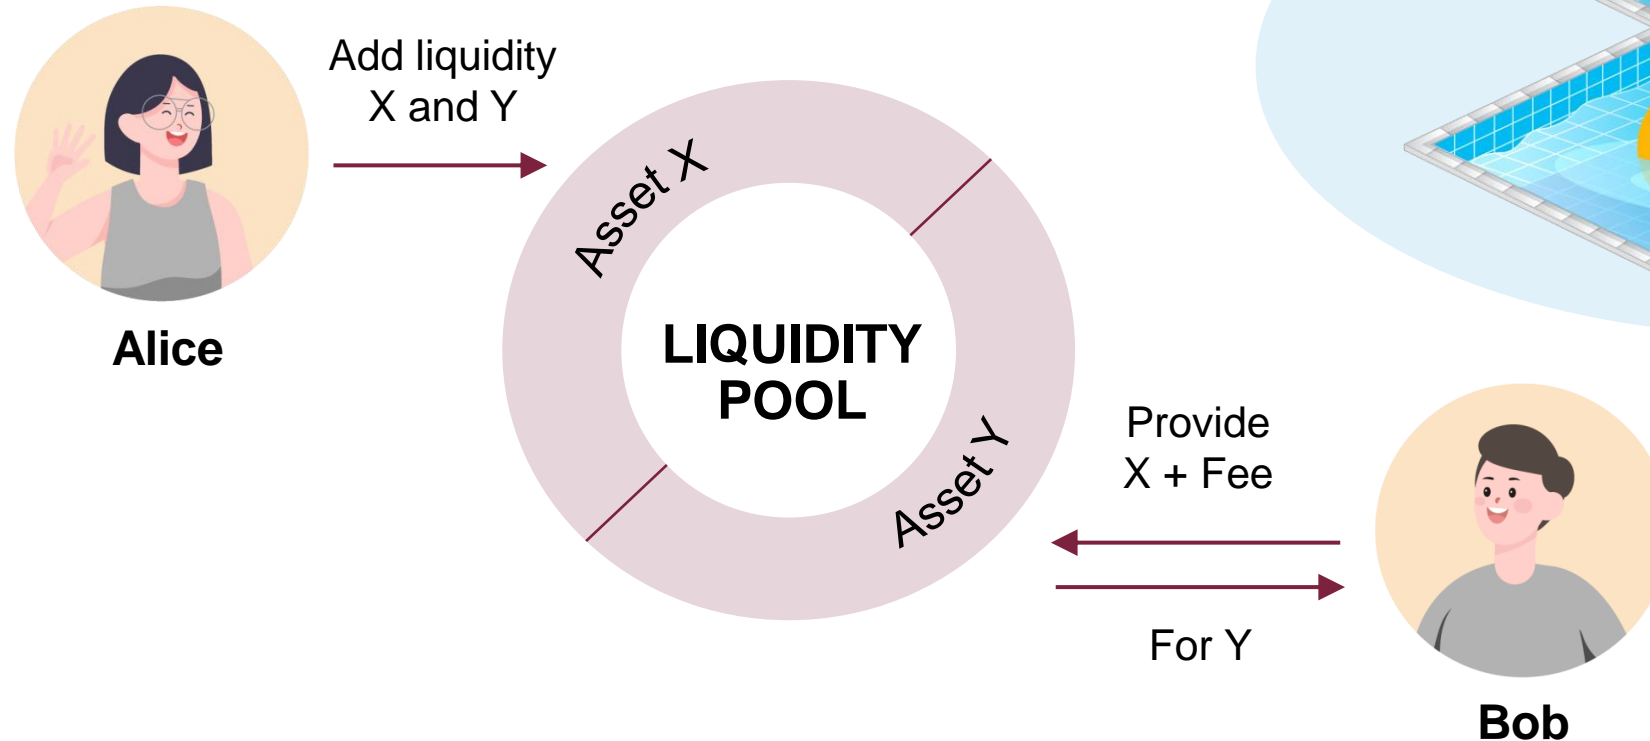 Add liquidity
X and Y
Alice
Asset X
LIQUIDITY
POOL
Asset Y
Provide
X + Fee
For Y
Bob